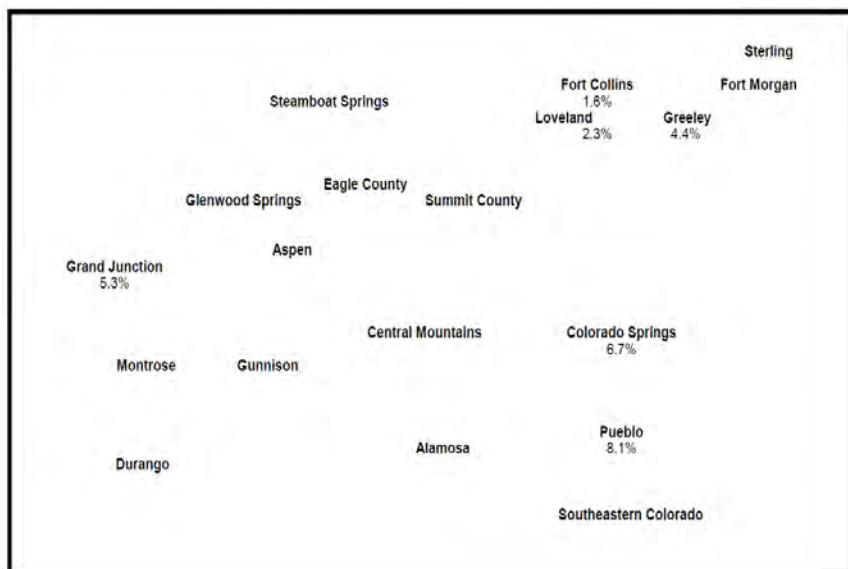 Sterling
Fort Collins
Fort Morgan
1.6%
Steamboat Springs
Loveland
Greeley
2.3%
4.4%
Eagle County
Glenwood Springs
Summit County
Aspen
Grand Junction
5.3%
Central Mountains
Colorado Springs
6.7%
Montrose
Gunnison
Pueblo
8.1%
Alamosa
Durango
Southeastern Colorado